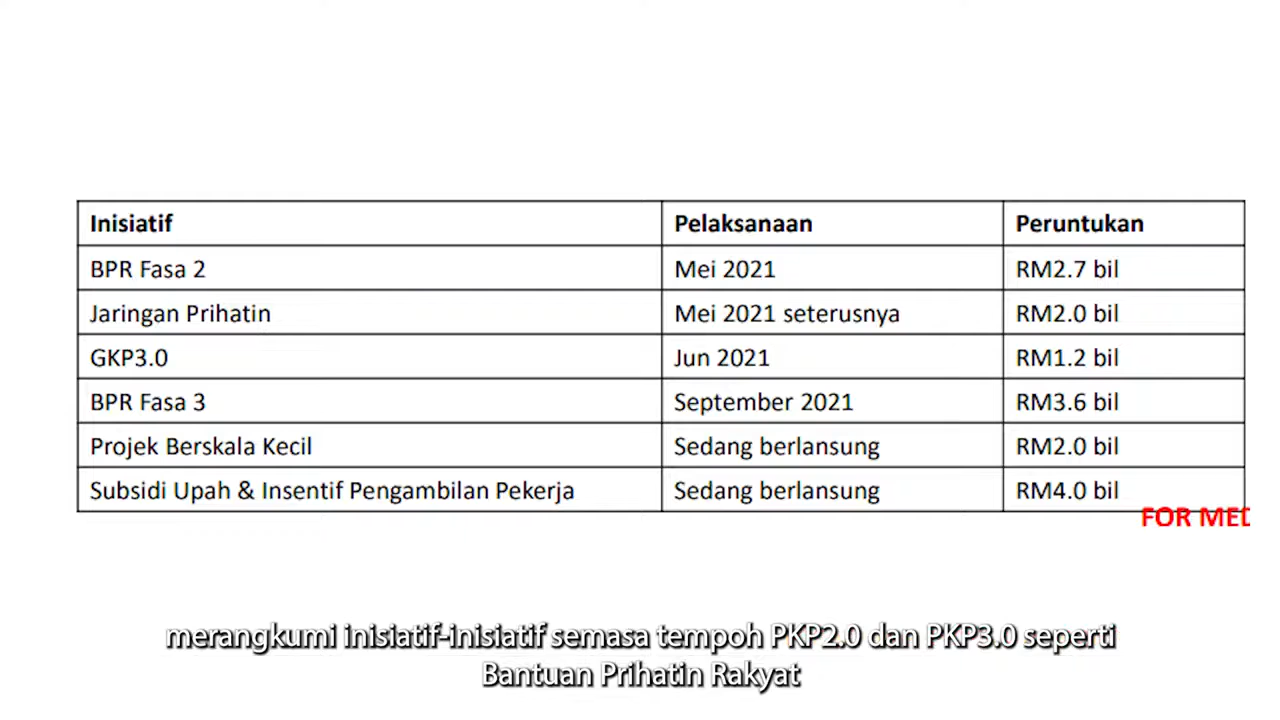 Inisiatif Pelaksanaan Peruntukan
BPR Fasa 2 Mei 2021 RM2.7 bil
Jaringan Prihatin Mei 2021 seterusnya RM2.0 bil
GKP3.0 Jun 2021 RM1.2 bil
BPR Fasa 3 September 2021 RM3.6 bil
Projek Berskala Kecil Sedang berlansung RM2.0 bil
Subsidi Upah & Insentif Pengambilan Pekerja Sedang berlansung RM4.0 bil
FOR MED
merangkumi inisiatif-inisiatif semasa tempoh PKP2.0 dan PKP3.0 seperti
Bantuan Prihatin Rakyat